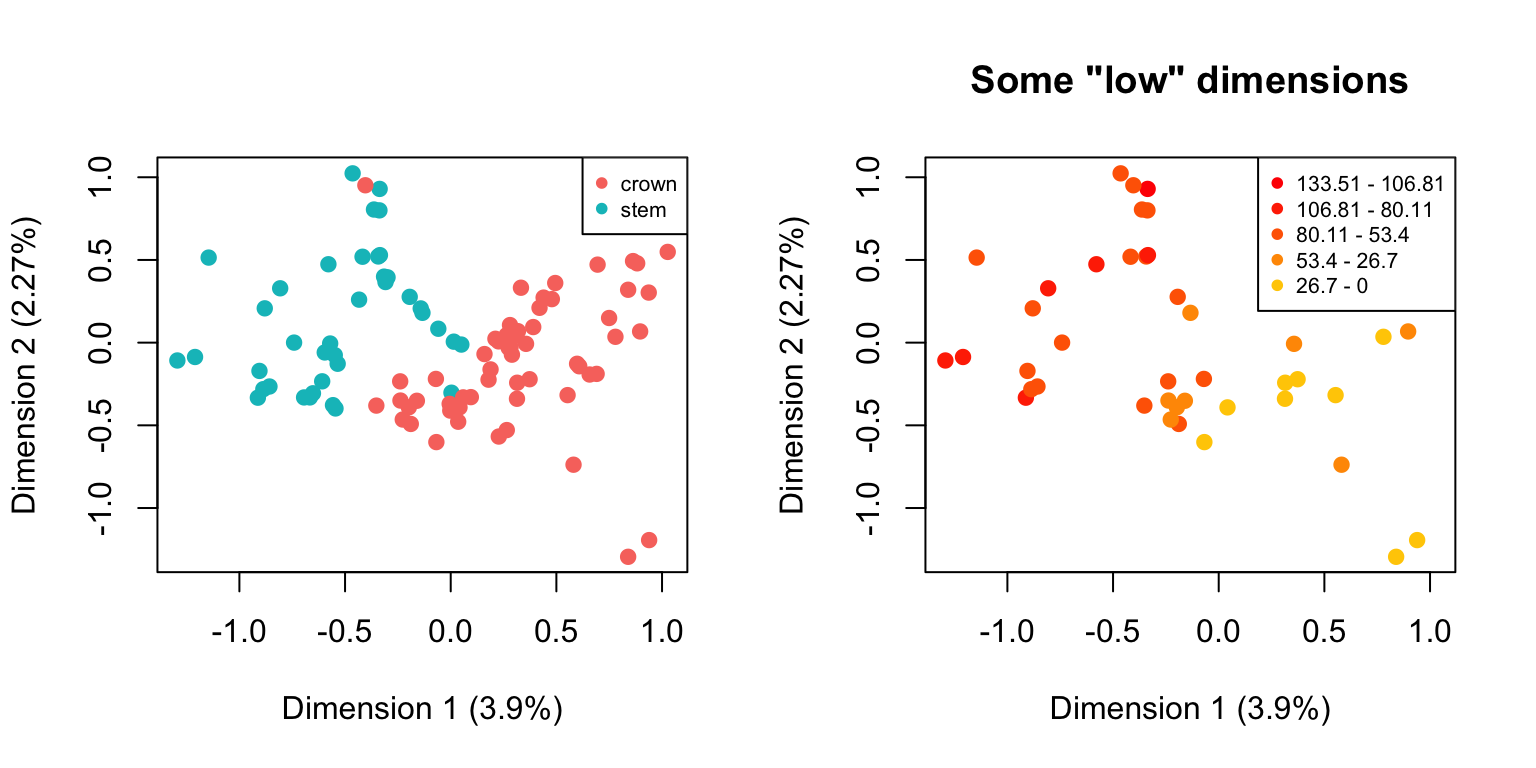 Some "low" dimensions
crown
stem
1.0
0.5
0.0
-0.5
-1.0
Dimension 2 (2.27%)
-1.0 -0.5 0.0 0.5 1.0
Dimension 1 (3.9%)
133.51 - 106.81
106.81 - 80.11
80.11 - 53.4
53.4 - 26.7
26.7 - 0
1.0
0.5
0.0
-0.5
-1.0
Dimension 2 (2.27%)
-1.0 -0.5 0.0 0.5 1.0
Dimension 1 (3.9%)